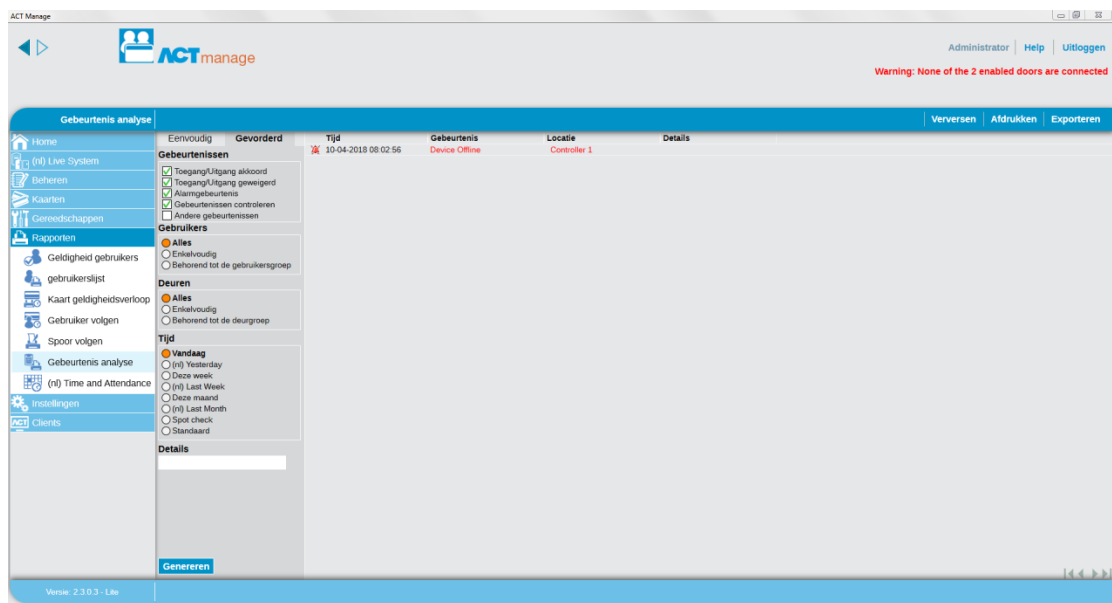 ACT Manage
ACTmanage
Administrator Help Uitloggen
Warning: None of the 2 enabled doors are connected
Gebeurtenis analyse
Verversen Afdrukken Exporteren
Home
(nl) Live System
Beheren
Kaarten
Gereedschappen
Rapporten
Geldigheid gebruikers
gebruikerslijst
Kaart geldigheidsverloop
Gebruiker volgen
Spoor volgen
Gebeurtenis analyse
(nl) Time and Attendance
Instellingen
ACT Clients
Eenvoudig Gevorderd
Gebeurtenissen
Toegang/Uitgang akkoord
Toegang/Uitgang geweigerd
Alarmgebeurtenis
Gebeurtenissen controleren
Andere gebeurtenissen
Gebruikers
Alles
Enkelvoudig
Behorend tot de gebruikersgroep
Deuren
Alles
Enkelvoudig
Behorend tot de deurgroep
Tijd
Vandaag
(nl) Yesterday
Deze week
(nl) Last Week
Deze maand
(nl) Last Month
Spot check
Standaard
Details
Genereren
Tijd Gebeurtenis Locatie Details
10-04-2018 08:02:56 Device Offline Controller 1
Versie: 2.3.0.3 - Lite